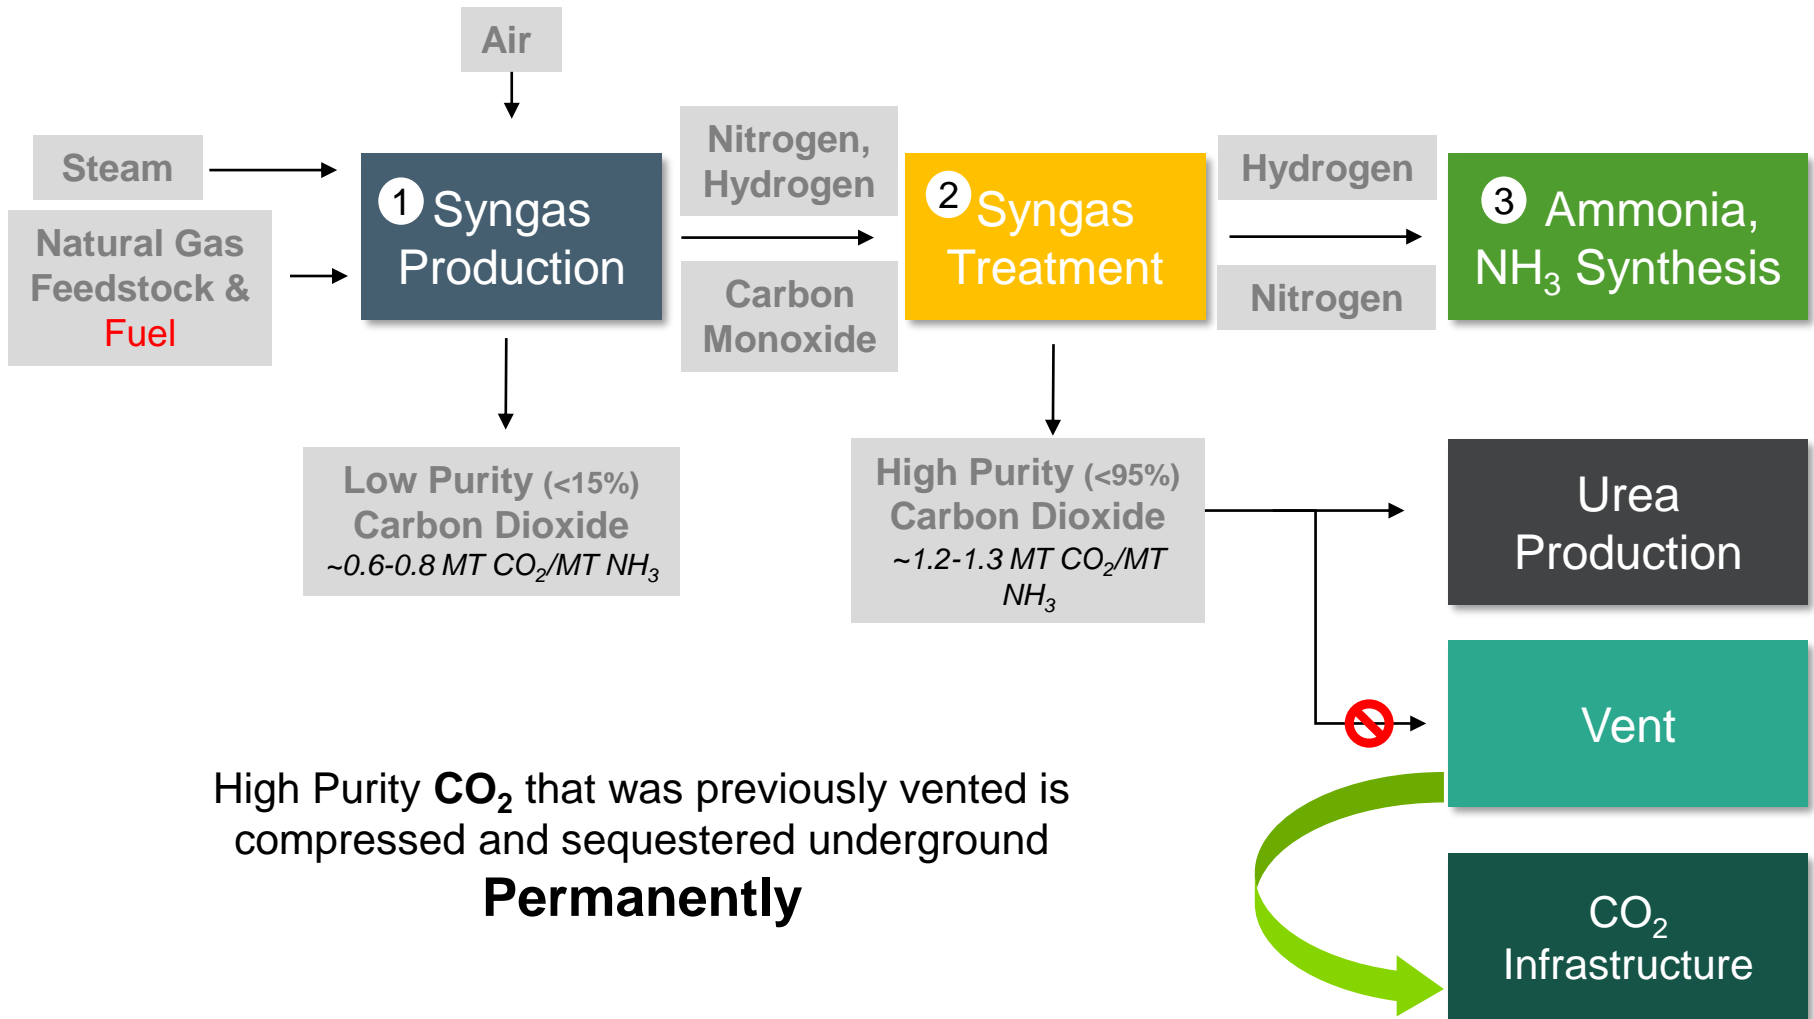 Air
Steam
Natural Gas
Feedstock &
Fuel
1 Syngas
Production
Nitrogen,
Hydrogen
Carbon
Monoxide
2 Syngas
Treatment
Hydrogen
Nitrogen
3 Ammonia,
NH₃ Synthesis
Low Purity (<15%)
Carbon Dioxide
~0.6-0.8 MT CO₂/MT NH₃
High Purity (<95%)
Carbon Dioxide
~1.2-1.3 MT CO₂/MT
NH₃
Urea
Production
Vent
CO₂
Infrastructure
High Purity CO₂ that was previously vented is
compressed and sequestered underground
Permanently